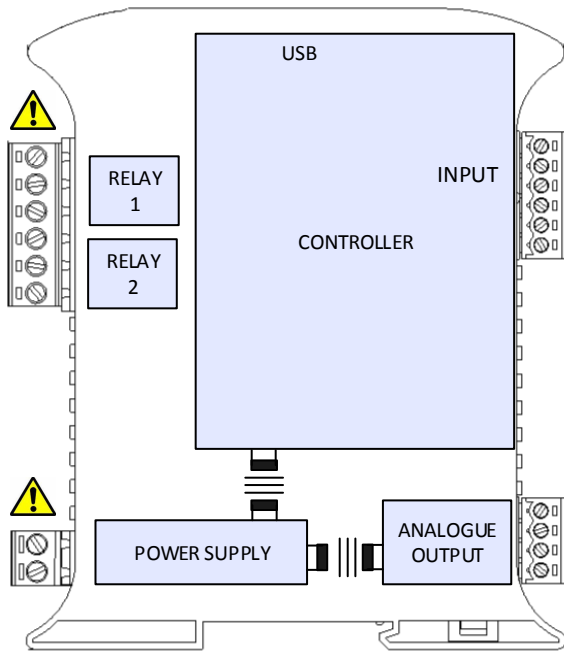 USB
RELAY
1
INPUT
CONTROLLER
RELAY
2
POWER SUPPLY
ANALOGUE
OUTPUT